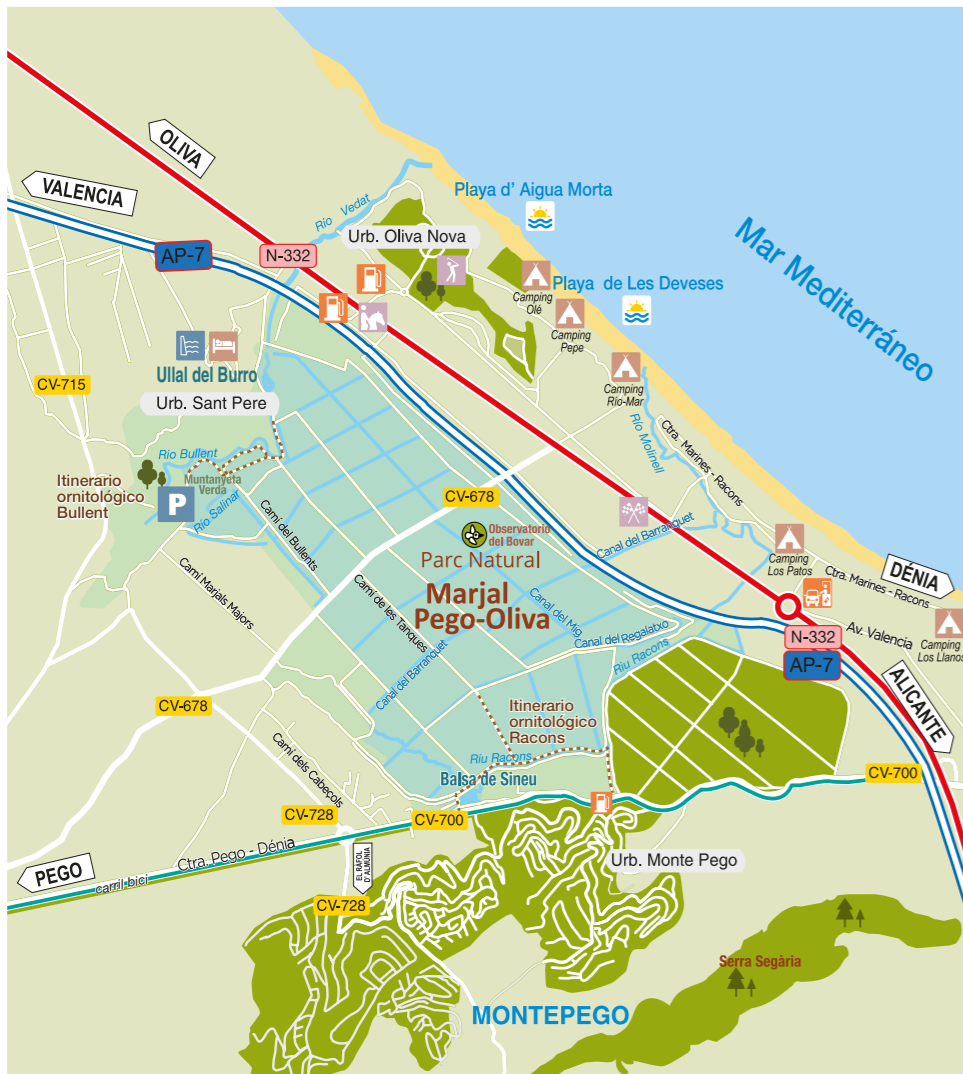 OLIVA
VALENCIA
Río Vedat
Playa d' Aigua Morta
Urb. Oliva Nova
AP-7
N-332
Mar Mediterráneo
Camping
Olé
Playa de Les Deveses
Camping
Pepe
Ullal del Burro
Urb. Sant Pere
CV-715
Camping
Río-Mar
Río Molinell
Ctra. Marines - Racons
Río Bullent
Itinerario
ornitológico
Bullent
Muntanyeta
Verda
P
Río Salinar
CV-678
Camí del Bullents
Observatorio
del Bovar
Parc Natural
Marjal
Pego-Oliva
Canal del Barranquet
Camping
Los Patos
DÉNIA
Ctra. Marines - Racons
Camí Marjals Majors
Camí de les Tanques
Canal del Mig
Canal del Regalatxo
Av. Valencia
Camping
Los Llanos
N-332
AP-7
Canal del Barranquet
Riu Racons
ALICANTE
CV-678
Itinerario
ornitológico
Racons
Camí dels Cabeçols
Riu Racons
Balsa de Sineu
CV-700
CV-728
CV-700
Ctra. Pego - Dénia
PEGO
carril bici
EL RÀFOL
D'ALMÚNIA
Urb. Monte Pego
CV-728
Serra Segària
MONTEPEGO